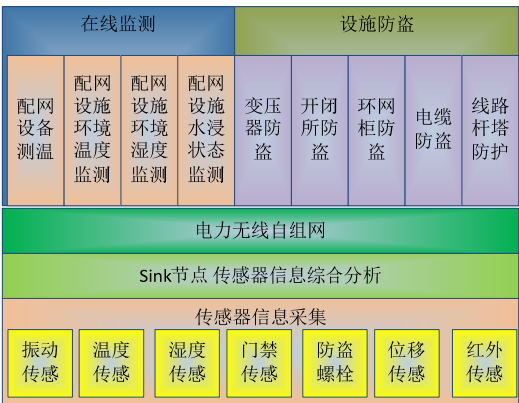 在线监测
设施防盗
配网
设备
测温
配网
设施
环境
温度
监测
配网
设施
环境
湿度
监测
配网
设施
水浸
状态
监测
变压
器防
盗
开闭
所防
盗
环网
柜防
盗
电缆
防盗
线路
杆塔
防护
电力无线自组网
Sink节点 传感器信息综合分析
传感器信息采集
振动
传感
温度
传感
湿度
传感
门禁
传感
防盗
螺栓
位移
传感
红外
传感